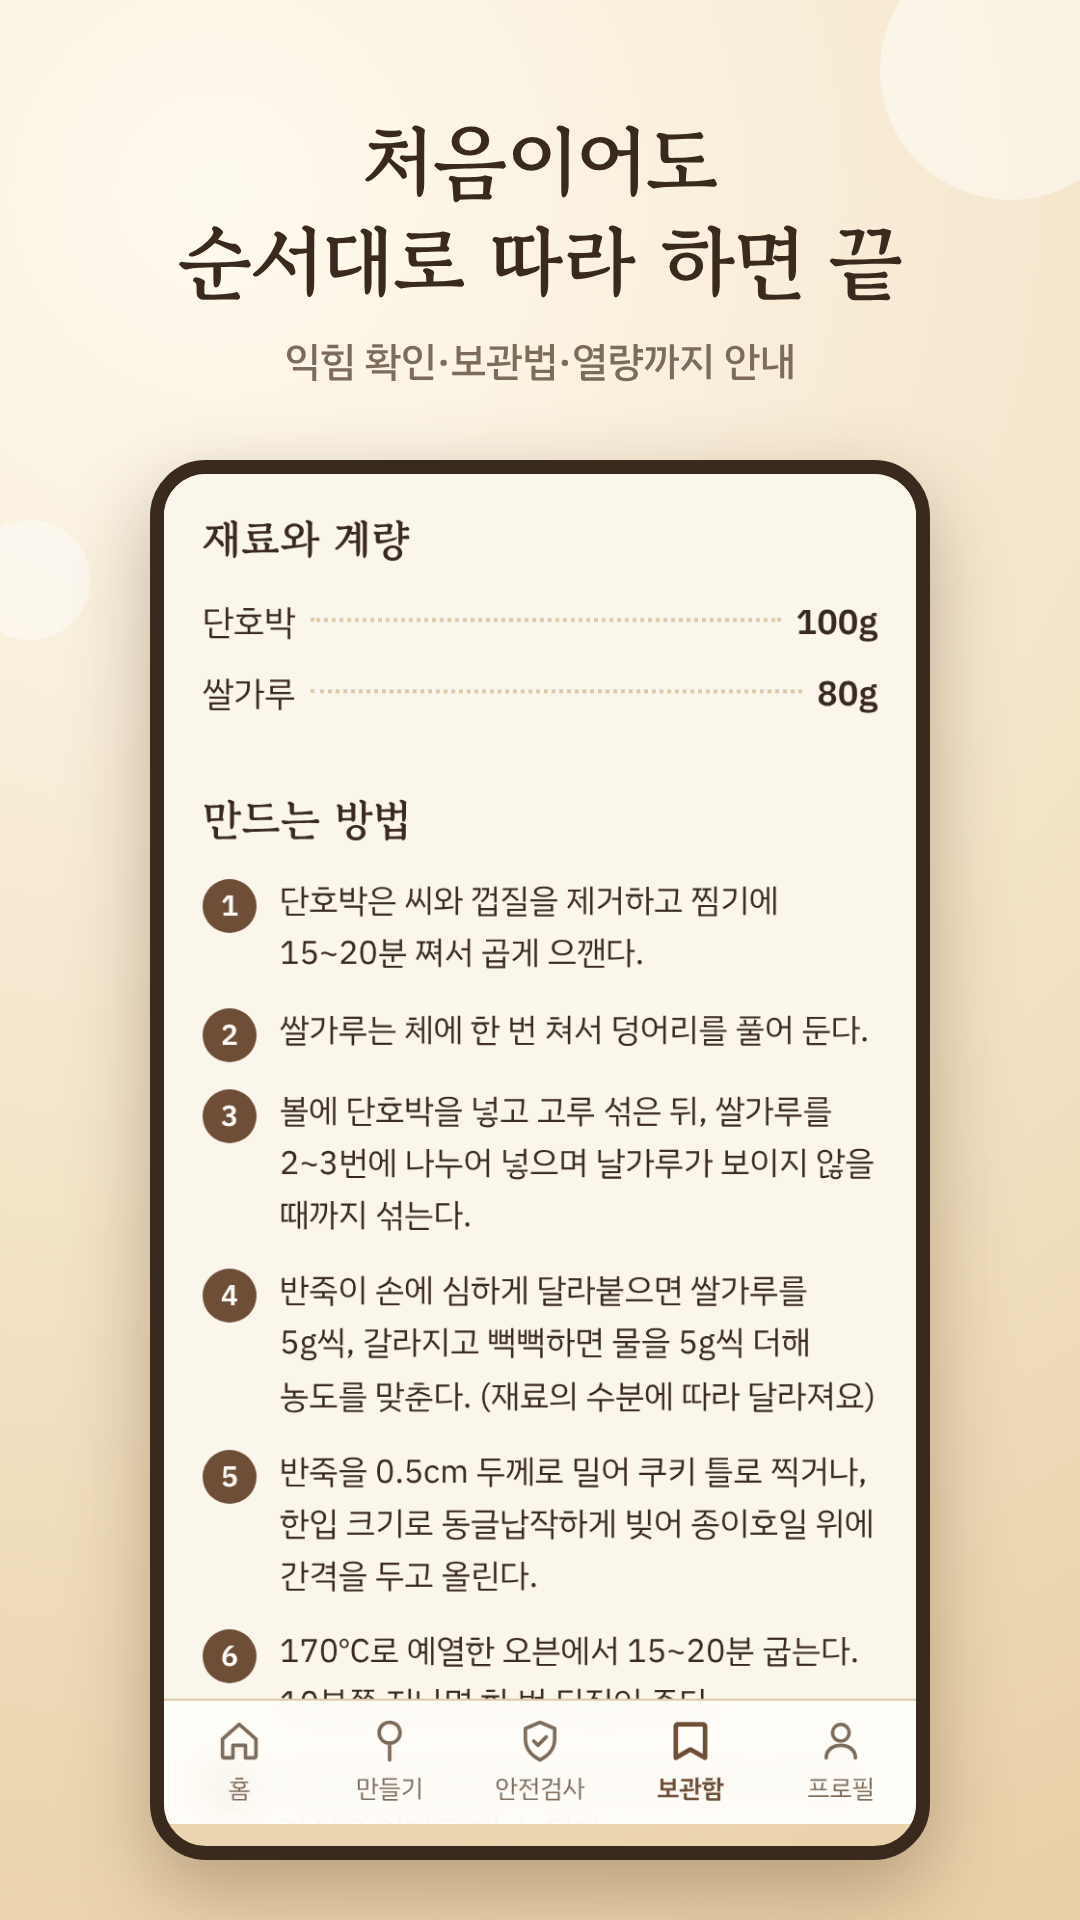 처음이어도
순서대로 따라 하면 끝
익힘 확인·보관법·열량까지 안내
재료와 계량
단호박 100g
쌀가루 80g
만드는 방법
1 단호박은 씨와 껍질을 제거하고 찜기에
15~20분 쪄서 곱게 으깬다.
2 쌀가루는 체에 한 번 쳐서 덩어리를 풀어 둔다.
3 볼에 단호박을 넣고 고루 섞은 뒤, 쌀가루를
2~3번에 나누어 넣으며 날가루가 보이지 않을
때까지 섞는다.
4 반죽이 손에 심하게 달라붙으면 쌀가루를
5g씩, 갈라지고 뻑뻑하면 물을 5g씩 더해
농도를 맞춘다. (재료의 수분에 따라 달라져요)
5 반죽을 0.5cm 두께로 밀어 쿠키 틀로 찍거나,
한입 크기로 동글납작하게 빚어 종이호일 위에
간격을 두고 올린다.
6 170°C로 예열한 오븐에서 15~20분 굽는다.
홈 만들기 안전검사 보관함 프로필